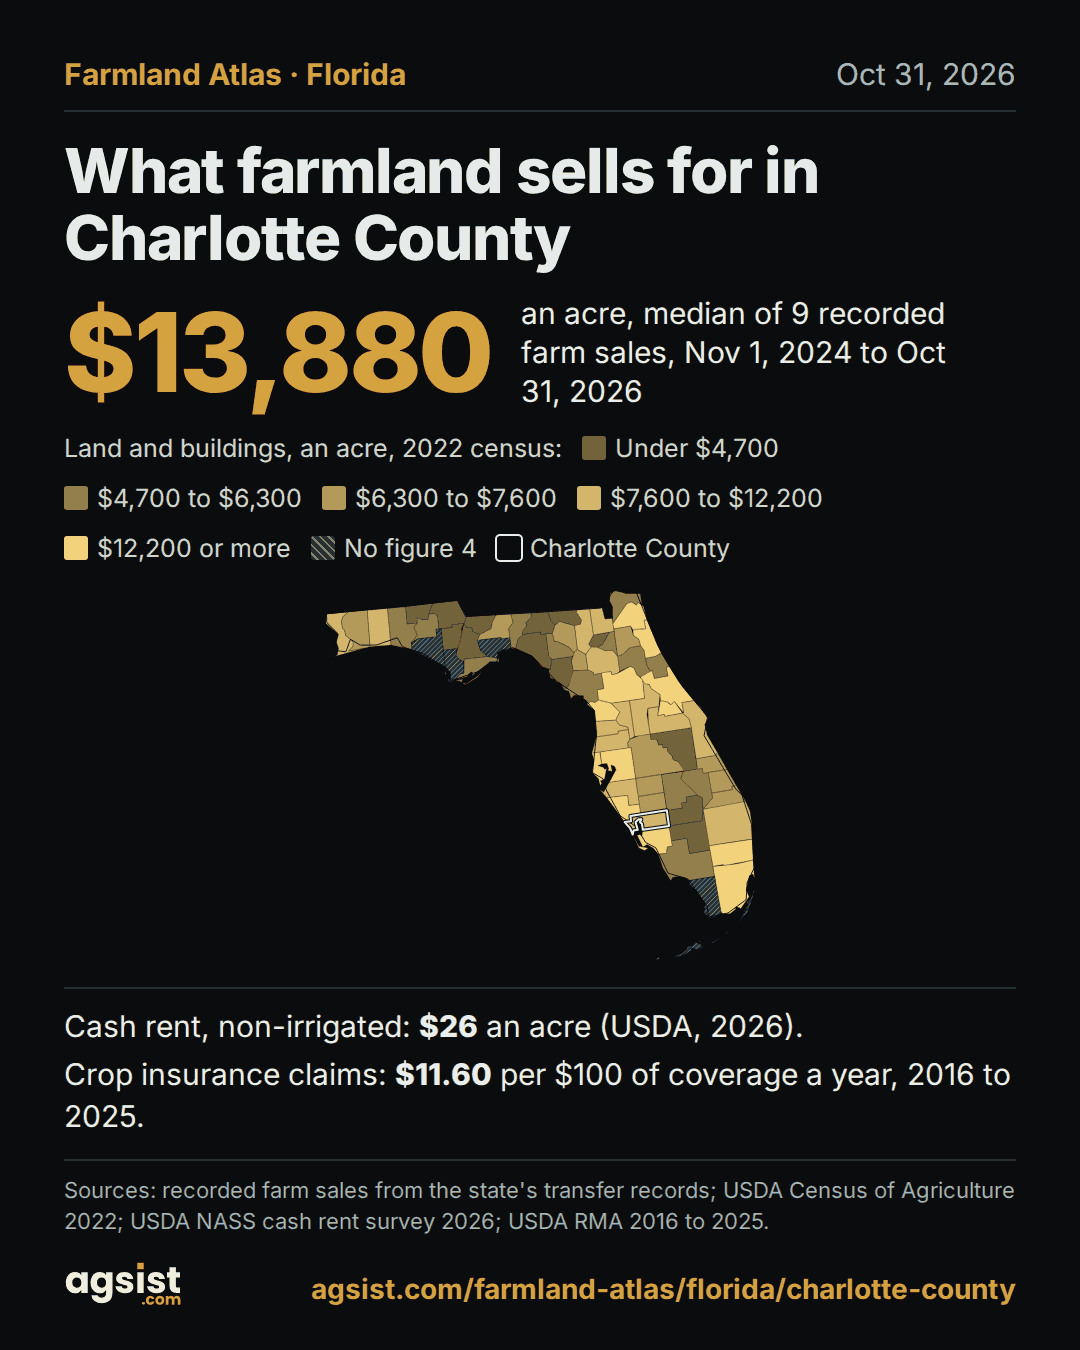 Farmland Atlas · Florida
Oct 31, 2026
What farmland sells for in
Charlotte County
$13,880
an acre, median of 9 recorded
farm sales, Nov 1, 2024 to Oct
31, 2026
Land and buildings, an acre, 2022 census: Under $4,700
$4,700 to $6,300 $6,300 to $7,600 $7,600 to $12,200
$12,200 or more No figure 4 Charlotte County
Cash rent, non-irrigated: $26 an acre (USDA, 2026).
Crop insurance claims: $11.60 per $100 of coverage a year, 2016 to
2025.
Sources: recorded farm sales from the state's transfer records; USDA Census of Agriculture
2022; USDA NASS cash rent survey 2026; USDA RMA 2016 to 2025.
agsist
.com
agsist.com/farmland-atlas/florida/charlotte-county